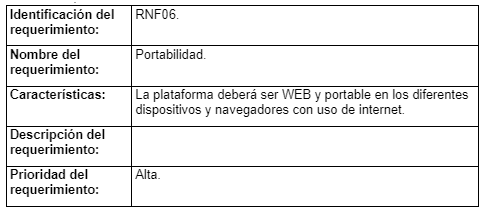 Identificación del requerimiento: RNF06.
Nombre del requerimiento: Portabilidad.
Características: La plataforma deberá ser WEB y portable en los diferentes
dispositivos y navegadores con uso de internet.
Descripción del requerimiento:
Prioridad del requerimiento: Alta.